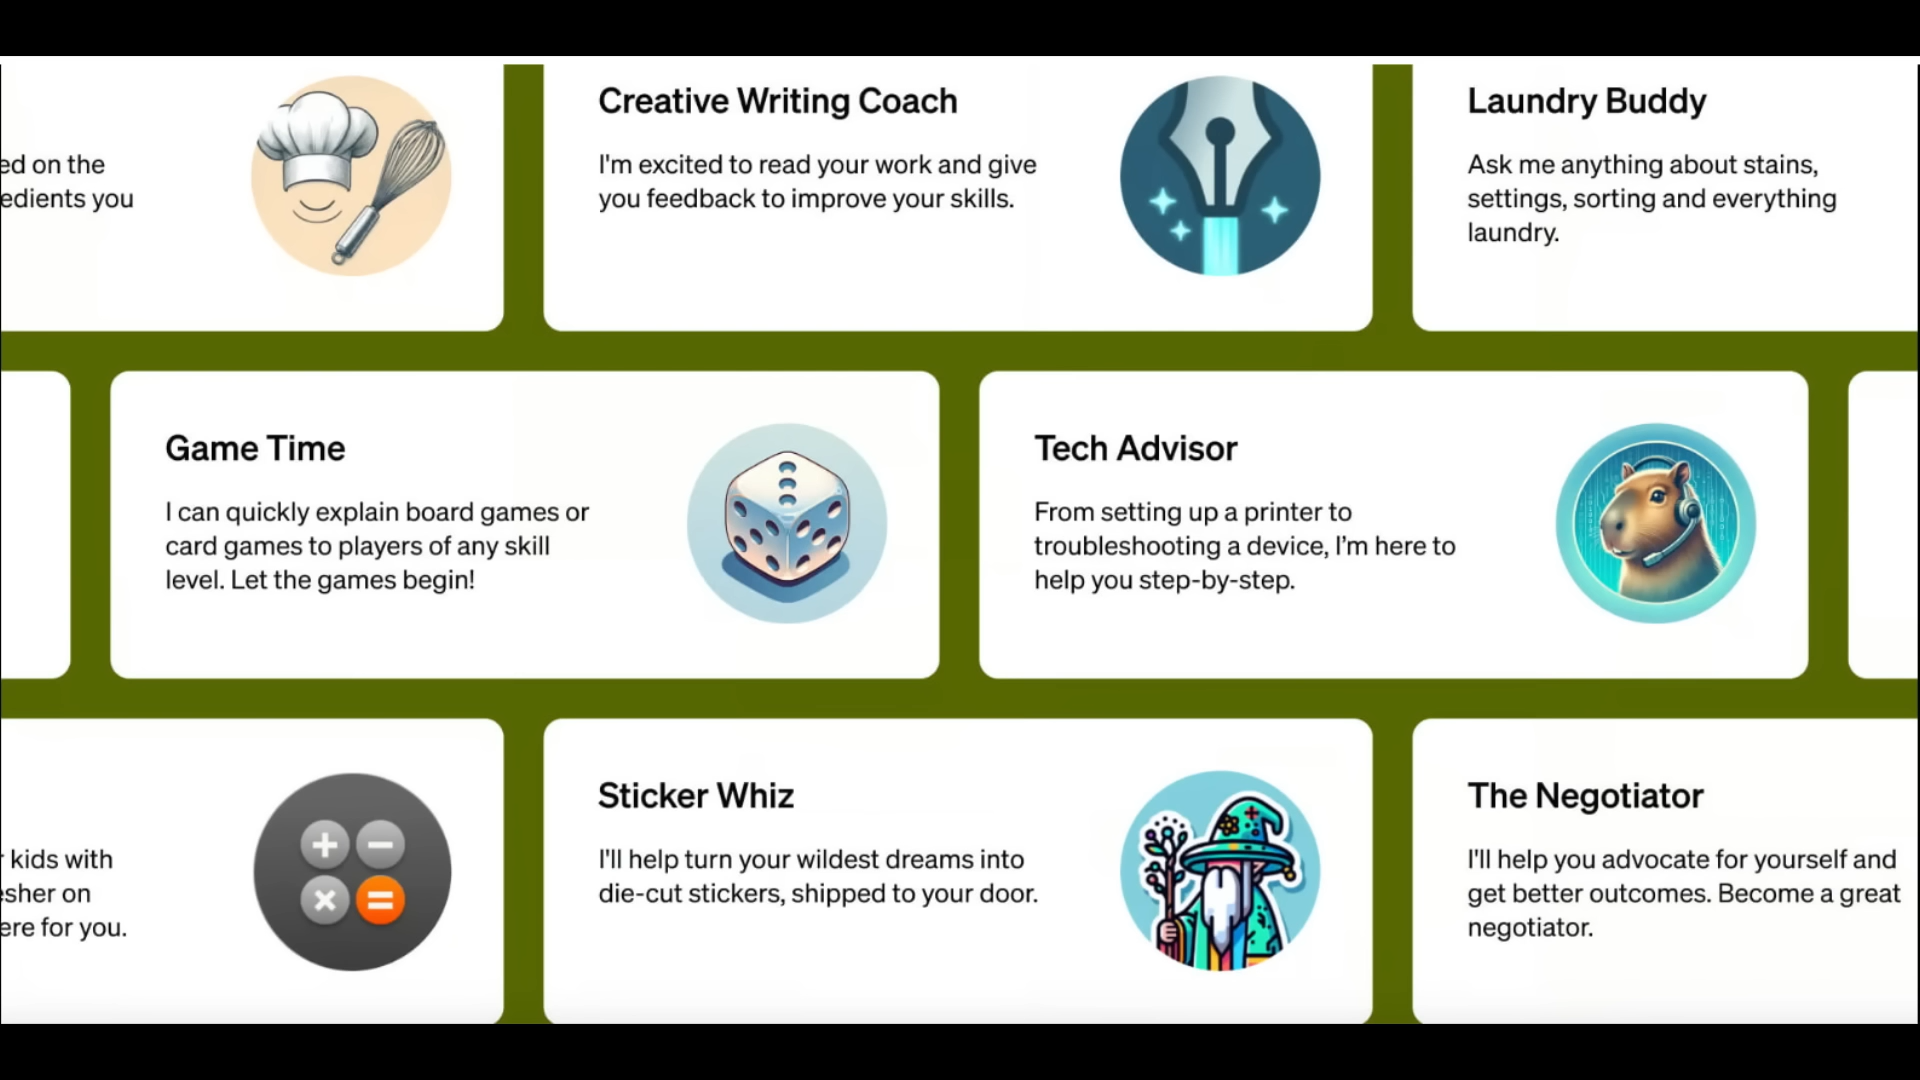 ed on the
edients you
Creative Writing Coach
I'm excited to read your work and give
you feedback to improve your skills.
Laundry Buddy
Ask me anything about stains,
settings, sorting and everything
laundry.
Game Time
I can quickly explain board games or
card games to players of any skill
level. Let the games begin!
Tech Advisor
From setting up a printer to
troubleshooting a device, I’m here to
help you step-by-step.
kids with
esher on
ere for you.
Sticker Whiz
I'll help turn your wildest dreams into
die-cut stickers, shipped to your door.
The Negotiator
I'll help you advocate for yourself and
get better outcomes. Become a great
negotiator.